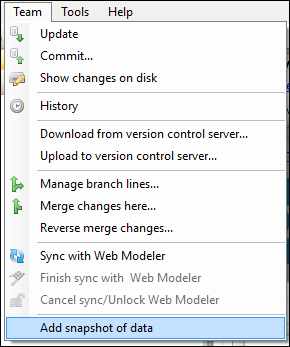 Team Tools Help
Update
Commit...
Show changes on disk
History
Download from version control server...
Upload to version control server...
Manage branch lines...
Merge changes here...
Reverse merge changes...
Sync with Web Modeler
Finish sync with  Web Modeler
Cancel sync/Unlock Web Modeler
Add snapshot of data